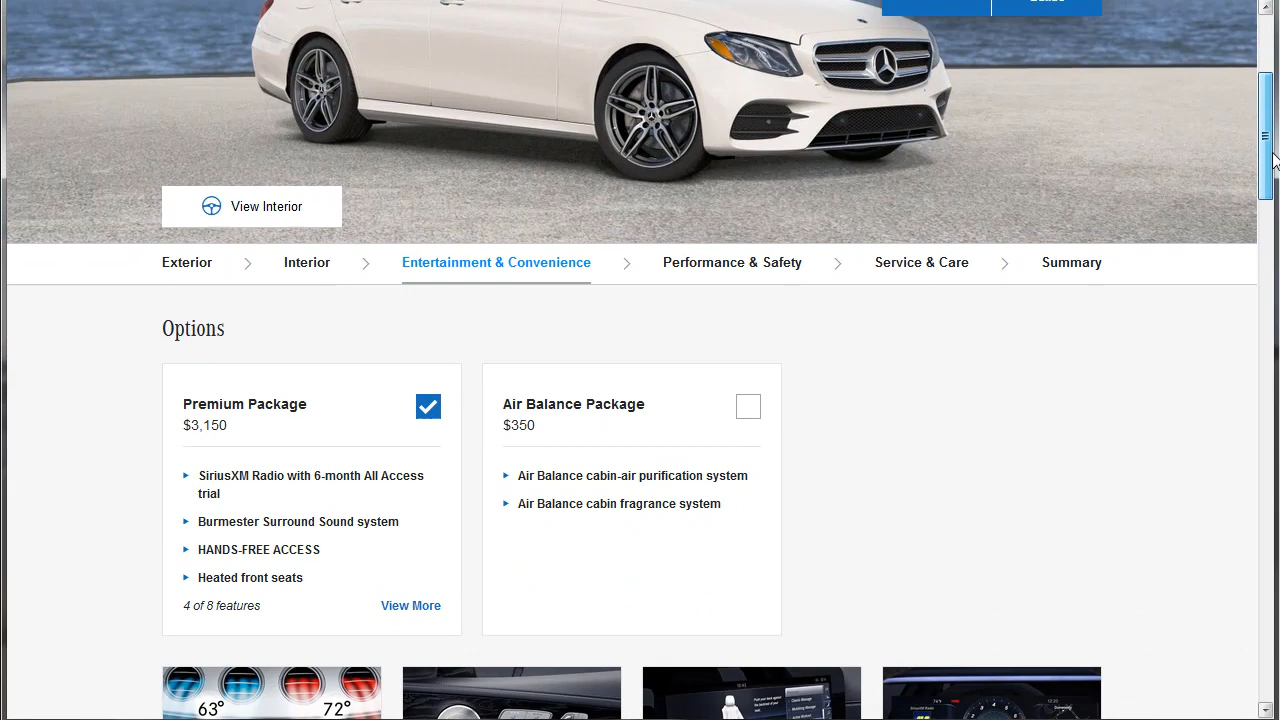 View Interior
Exterior
Interior
Entertainment & Convenience
Performance & Safety
Service & Care
Summary
Options
Premium Package
$3,150
SiriusXM Radio with 6-month All Access
trial
Burmester Surround Sound system
HANDS-FREE ACCESS
Heated front seats
4 of 8 features
View More
Air Balance Package
$350
Air Balance cabin-air purification system
Air Balance cabin fragrance system
63°
72°